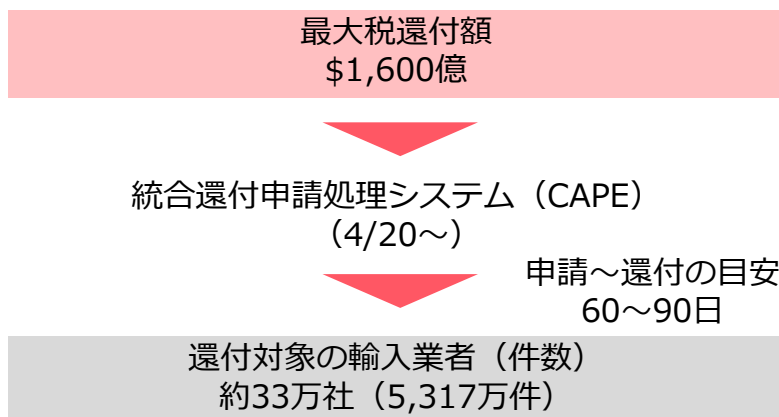 最大税還付額
$1,600億
統合還付申請処理システム（CAPE）
（4/20～）
申請～還付の目安
60～90日
還付対象の輸入業者（件数）
約33万社（5,317万件）